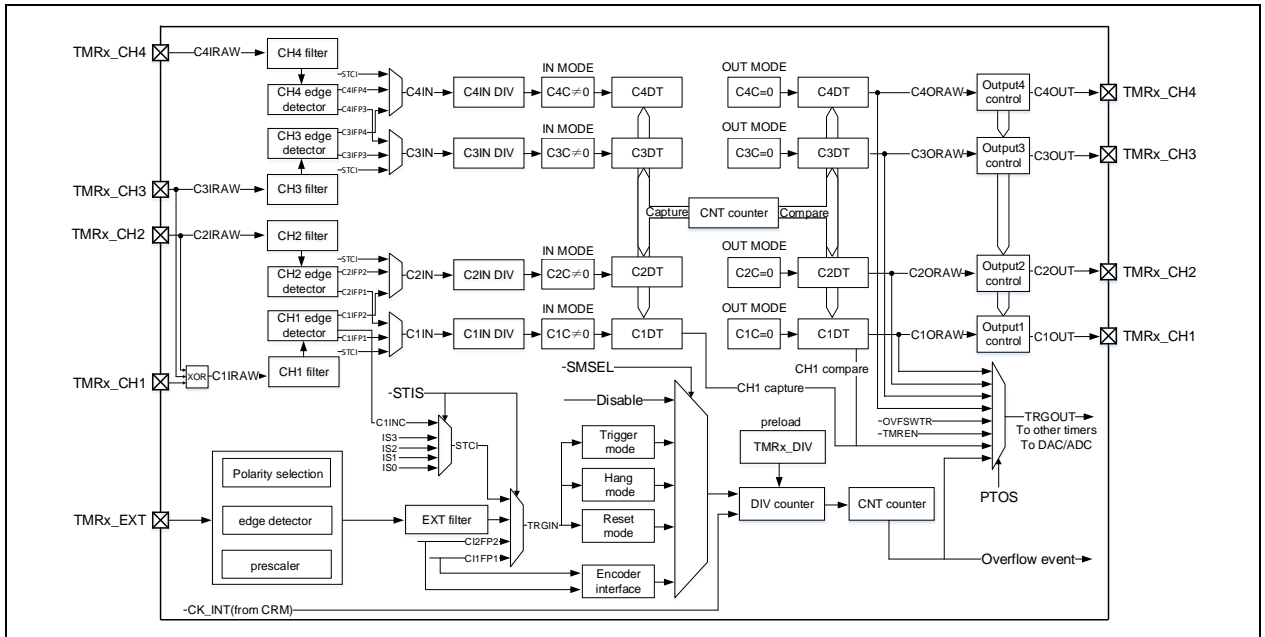 TMRx_CH4
C4IRAW
CH4 filter
STCI
CH4 edge
detector
C4IFP4
C4IFP3
C4IN
C4IN DIV
IN MODE
C4C≠0
C4DT
OUT MODE
C4C=0
C4DT
C4ORAW
Output4
control
C4OUT
TMRx_CH4
CH3 edge
detector
C3IFP4
C3IFP3
STCI
C3IN
C3IN DIV
IN MODE
C3C≠0
C3DT
OUT MODE
C3C=0
C3DT
C3ORAW
Output3
control
C3OUT
TMRx_CH3
TMRx_CH3
C3IRAW
CH3 filter
Capture
CNT counter
Compare
TMRx_CH2
C2IRAW
CH2 filter
STCI
CH2 edge
detector
C2IFP2
C2IFP1
C2IN
C2IN DIV
IN MODE
C2C≠0
C2DT
OUT MODE
C2C=0
C2DT
C2ORAW
Output2
control
C2OUT
TMRx_CH2
CH1 edge
detector
C1IFP2
C1IFP1
STCI
C1IN
C1IN DIV
IN MODE
C1C≠0
C1DT
OUT MODE
C1C=0
C1DT
C1ORAW
Output1
control
C1OUT
TMRx_CH1
TMRx_CH1
XOR
C1IRAW
CH1 filter
SMSEL
CH1 compare
CH1 capture
STIS
Disable
C1INC
IS3
IS2
IS1
IS0
STCI
Trigger
mode
Hang
mode
Reset
mode
Encoder
interface
preload
TMRx_DIV
DIV counter
CNT counter
OVFSWTR
TMREN
TRGOUT
To other timers
To DAC/ADC
PTOS
Overflow event
Polarity selection
edge detector
prescaler
TMRx_EXT
EXT filter
TRGIN
CI2FP2
CI1FP1
CK_INT(from CRM)